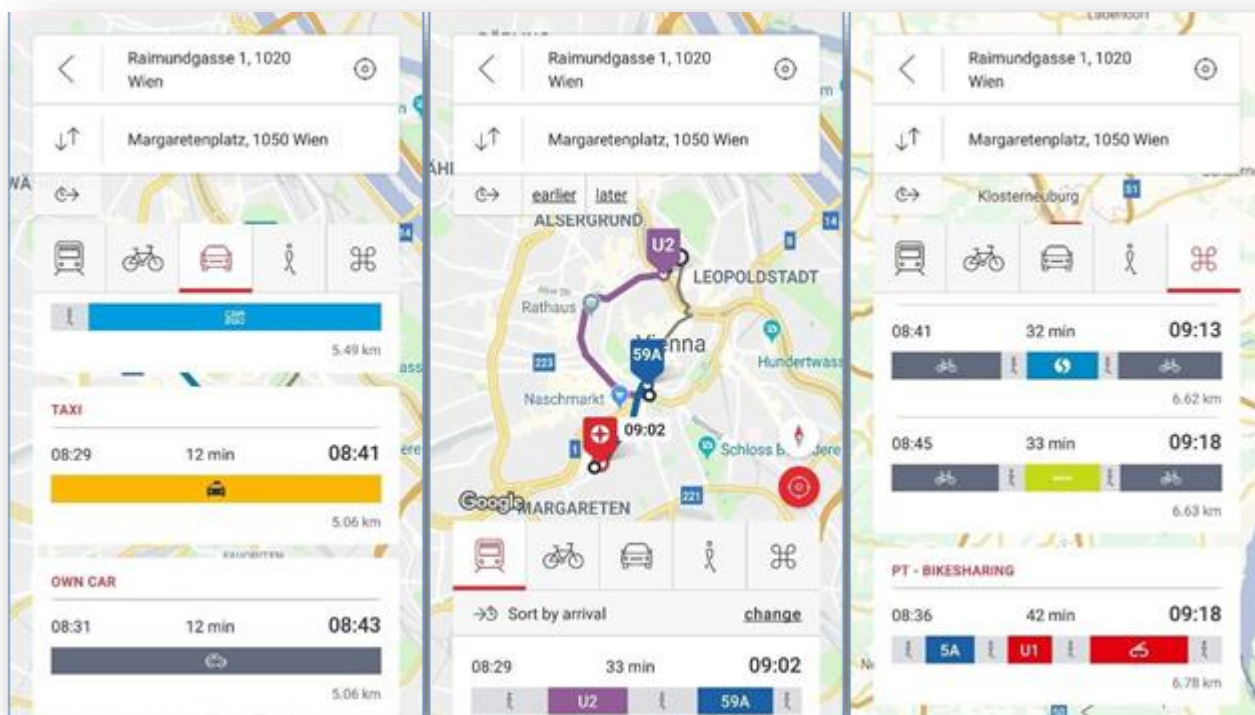 Raimundgasse 1, 1020
Wien
Margaretenplatz, 1050 Wien
5.49 km
TAXI
08:29 12 min 08:41
5.06 km
FAVORITEN
OWN CAR
08:31 12 min 08:43
5.06 km
Raimundgasse 1, 1020
Wien
Margaretenplatz, 1050 Wien
earlier later
ALSERGRUND
14
8
U2
LEOPOLDSTADT
Rathaus
Vienna
59A
223
Hundertwass
Naschmarkt
1
09:02
Schloss B
Google
MARGARETEN
221
Sort by arrival change
08:29 33 min 09:02
U2 59A
Raimundgasse 1, 1020
Wien
Margaretenplatz, 1050 Wien
Klosterneuburg
S1
08:41 32 min 09:13
6.62 km
08:45 33 min 09:18
6.63 km
PT - BIKESHARING
08:36 42 min 09:18
5A U1
6.78 km